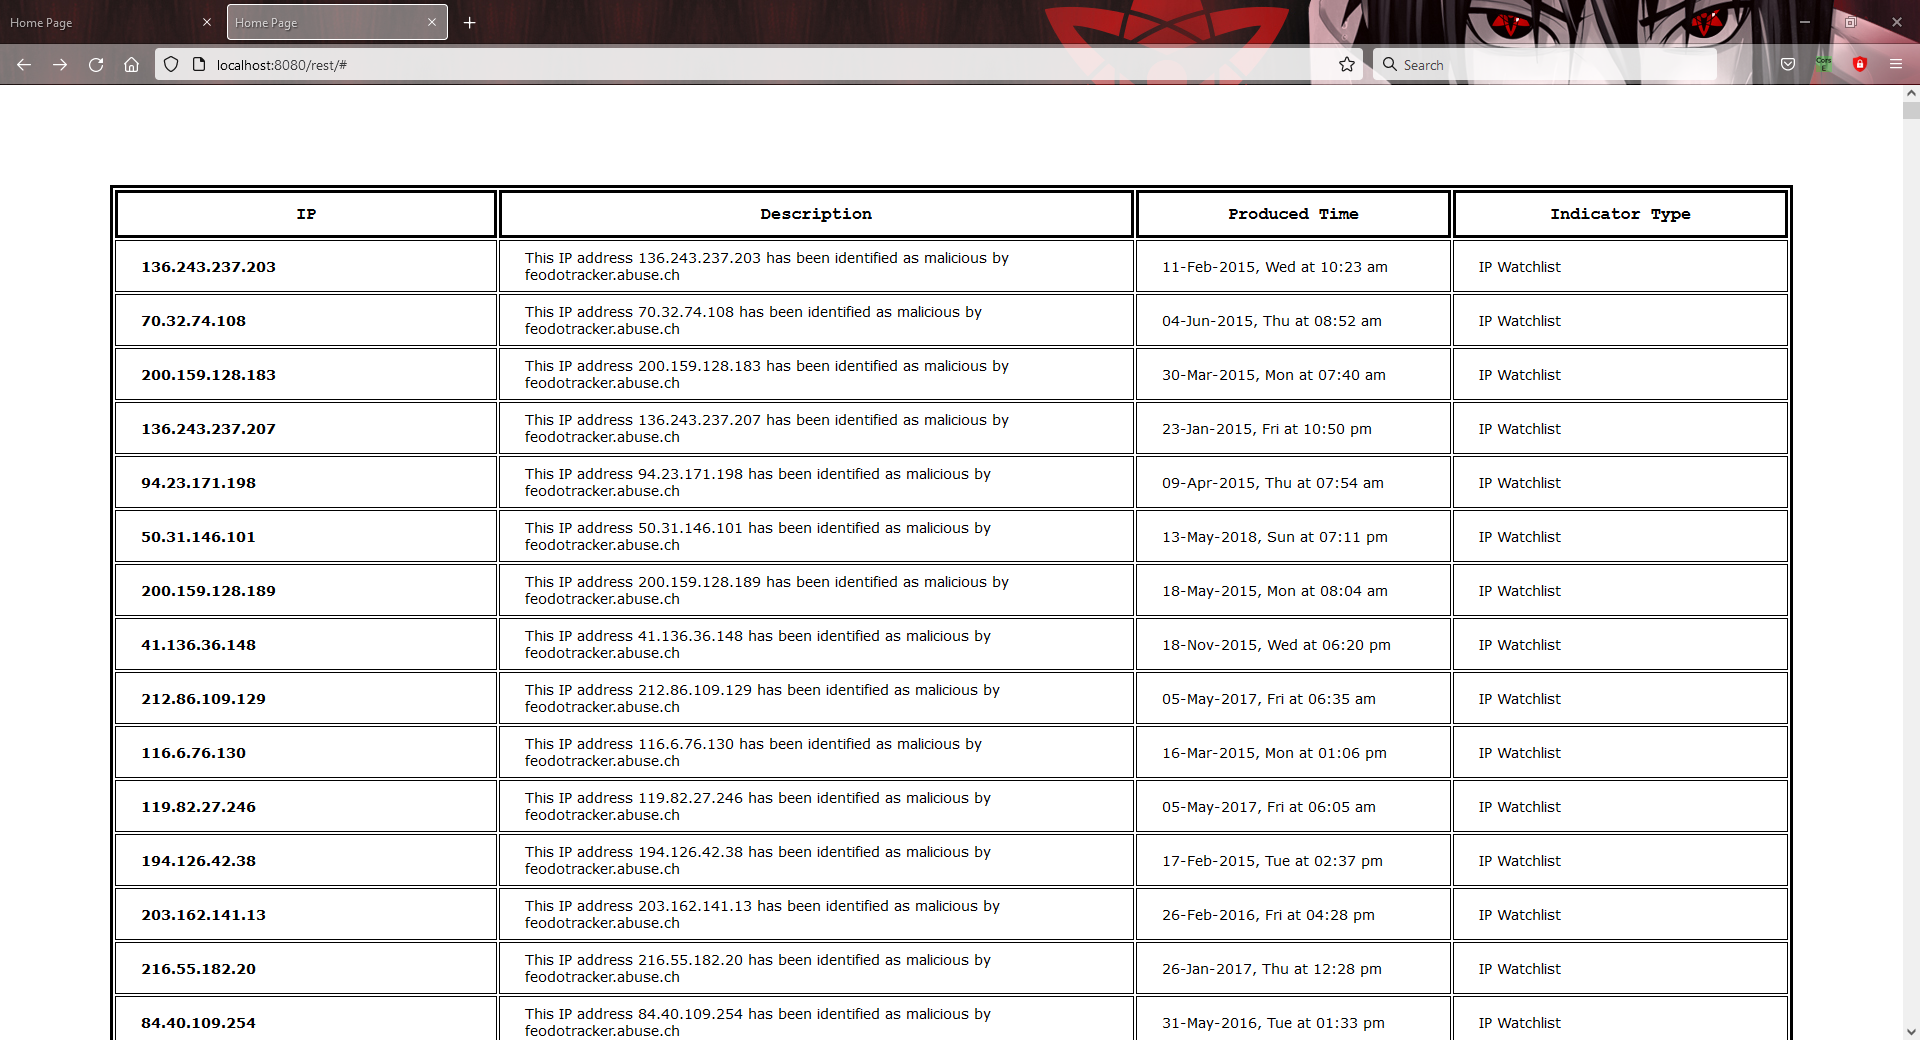 Home Page
Home Page
localhost:8080/rest/#
Search
IP Description Produced Time Indicator Type
136.243.237.203 This IP address 136.243.237.203 has been identified as malicious by
feodotracker.abuse.ch 11-Feb-2015, Wed at 10:23 am IP Watchlist
70.32.74.108 This IP address 70.32.74.108 has been identified as malicious by
feodotracker.abuse.ch 04-Jun-2015, Thu at 08:52 am IP Watchlist
200.159.128.183 This IP address 200.159.128.183 has been identified as malicious by
feodotracker.abuse.ch 30-Mar-2015, Mon at 07:40 am IP Watchlist
136.243.237.207 This IP address 136.243.237.207 has been identified as malicious by
feodotracker.abuse.ch 23-Jan-2015, Fri at 10:50 pm IP Watchlist
94.23.171.198 This IP address 94.23.171.198 has been identified as malicious by
feodotracker.abuse.ch 09-Apr-2015, Thu at 07:54 am IP Watchlist
50.31.146.101 This IP address 50.31.146.101 has been identified as malicious by
feodotracker.abuse.ch 13-May-2018, Sun at 07:11 pm IP Watchlist
200.159.128.189 This IP address 200.159.128.189 has been identified as malicious by
feodotracker.abuse.ch 18-May-2015, Mon at 08:04 am IP Watchlist
41.136.36.148 This IP address 41.136.36.148 has been identified as malicious by
feodotracker.abuse.ch 18-Nov-2015, Wed at 06:20 pm IP Watchlist
212.86.109.129 This IP address 212.86.109.129 has been identified as malicious by
feodotracker.abuse.ch 05-May-2017, Fri at 06:35 am IP Watchlist
116.6.76.130 This IP address 116.6.76.130 has been identified as malicious by
feodotracker.abuse.ch 16-Mar-2015, Mon at 01:06 pm IP Watchlist
119.82.27.246 This IP address 119.82.27.246 has been identified as malicious by
feodotracker.abuse.ch 05-May-2017, Fri at 06:05 am IP Watchlist
194.126.42.38 This IP address 194.126.42.38 has been identified as malicious by
feodotracker.abuse.ch 17-Feb-2015, Tue at 02:37 pm IP Watchlist
203.162.141.13 This IP address 203.162.141.13 has been identified as malicious by
feodotracker.abuse.ch 26-Feb-2016, Fri at 04:28 pm IP Watchlist
216.55.182.20 This IP address 216.55.182.20 has been identified as malicious by
feodotracker.abuse.ch 26-Jan-2017, Thu at 12:28 pm IP Watchlist
84.40.109.254 This IP address 84.40.109.254 has been identified as malicious by
feodotracker.abuse.ch 31-May-2016, Tue at 01:33 pm IP Watchlist